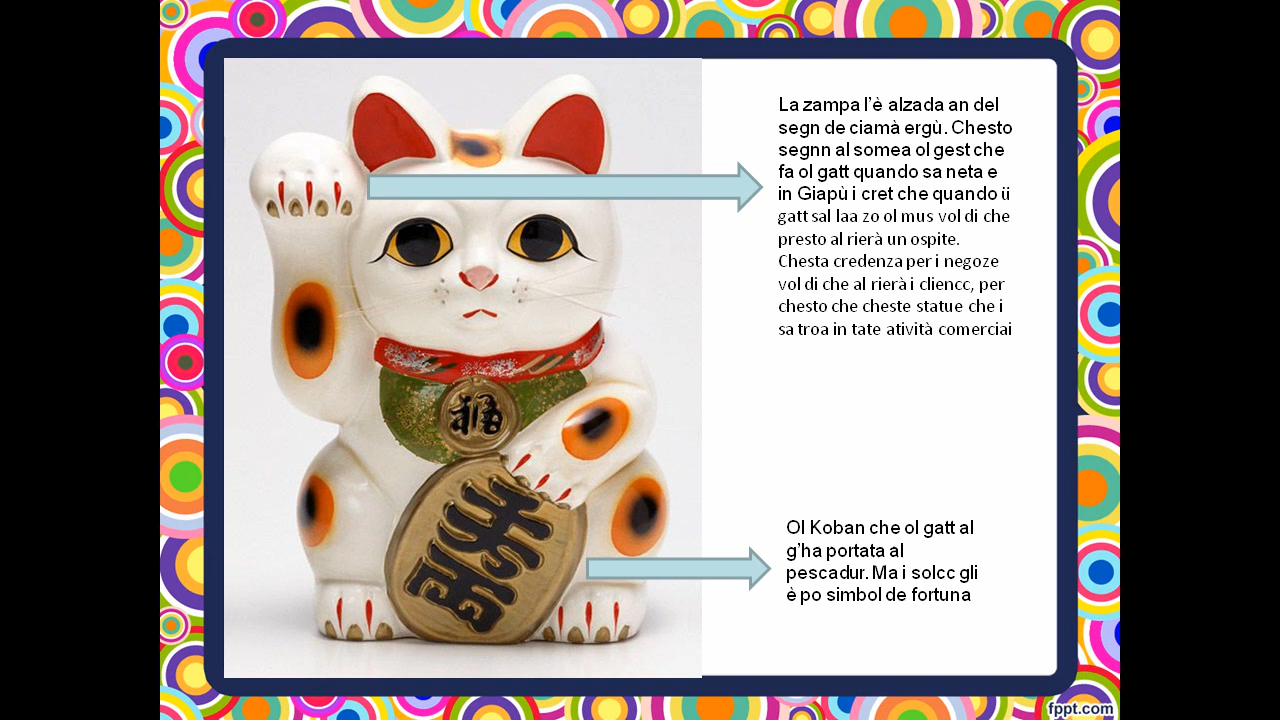 La zampa l'è alzada an del
segn de ciamà ergù. Chesto
segnn al somea ol gest che
fa ol gatt quando sa neta e
in Giapù i cret che quando ü
gatt sal laa zo ol mus vol di che
presto al rierà un ospite.
Chesta credenza per i negoze
vol di che al rierà i cliencc, per
chesto che cheste statue che i
sa troa in tate atività comerciai
福
千万両
Ol Koban che ol gatt al
g'ha portata al
pescadur. Ma i solcc gli
è po simbol de fortuna
fppt.com